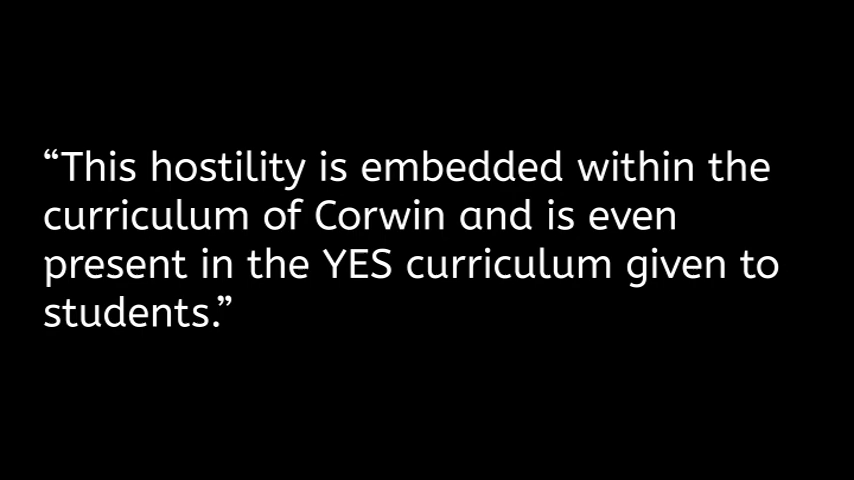 “This hostility is embedded within the
curriculum of Corwin and is even
present in the YES curriculum given to
students.”